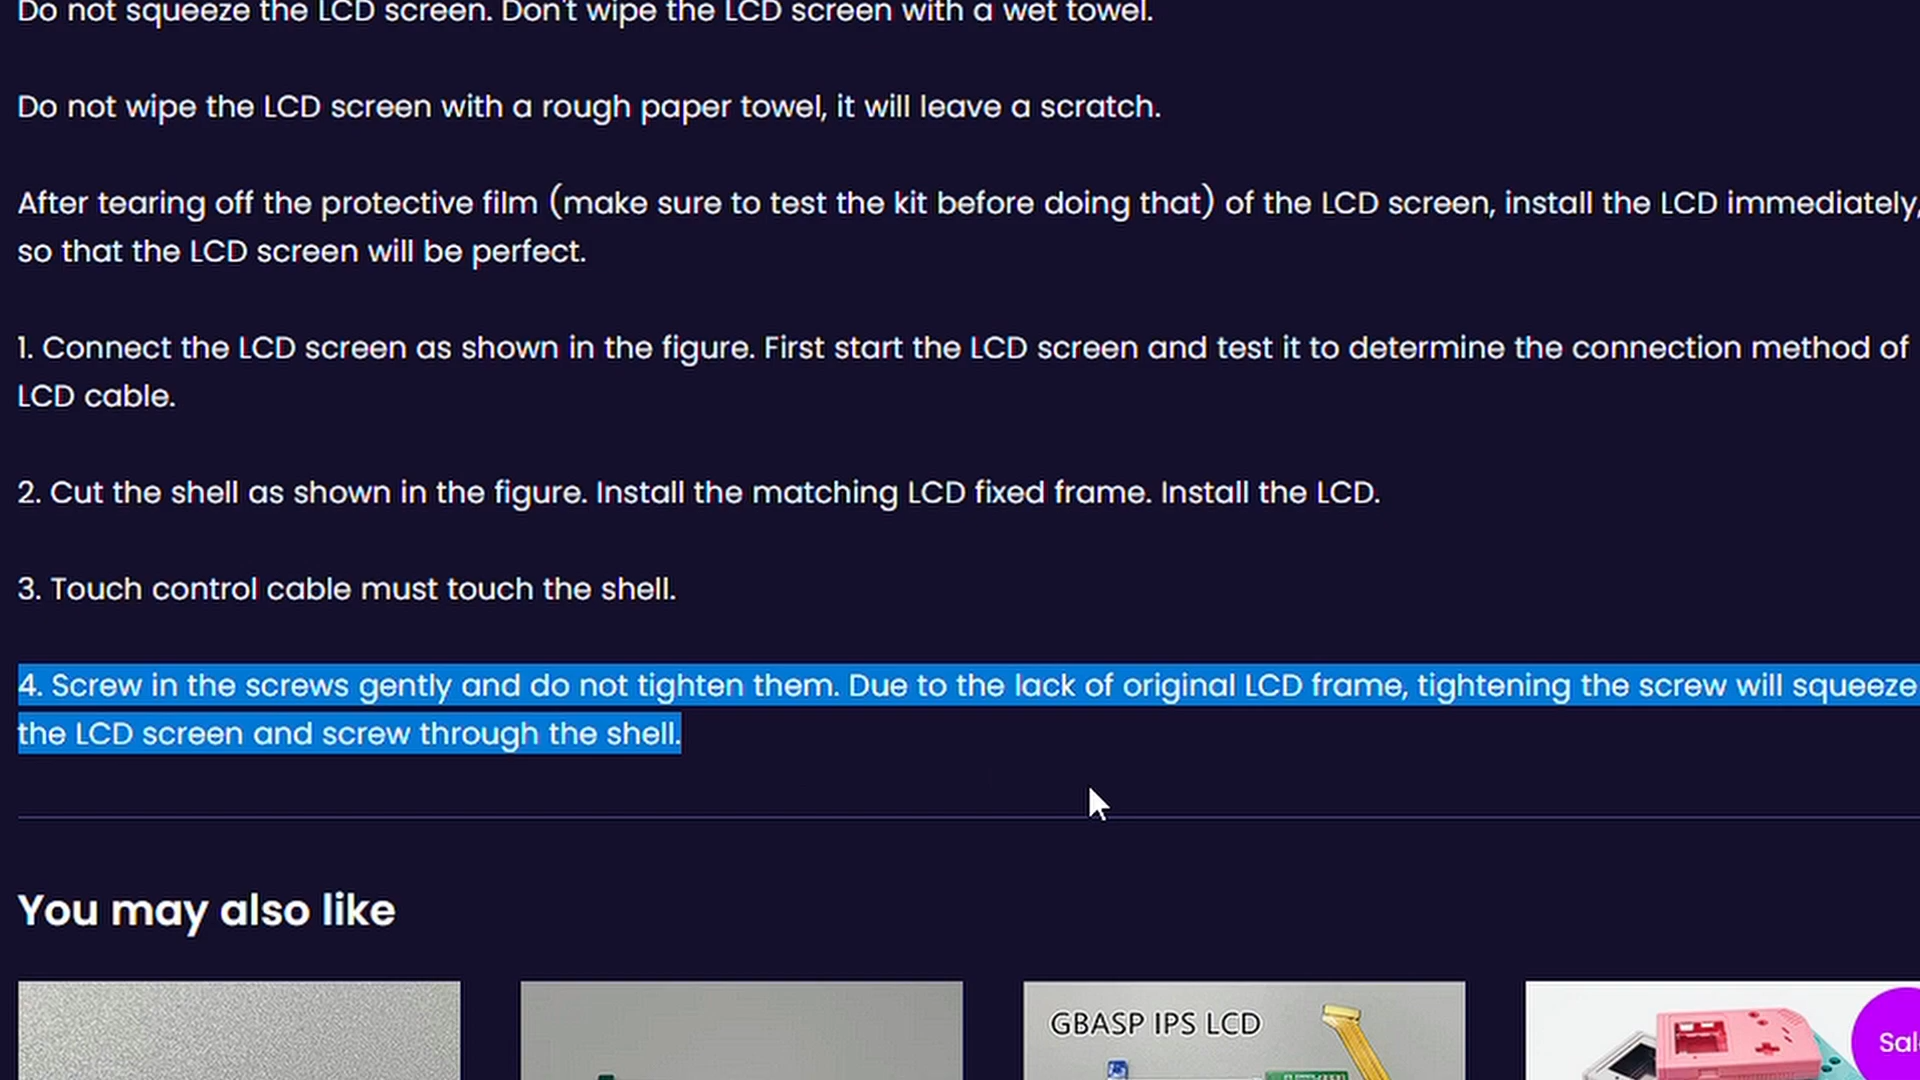 Do not squeeze the LCD screen. Don't wipe the LCD screen with a wet towel.
Do not wipe the LCD screen with a rough paper towel, it will leave a scratch.
After tearing off the protective film (make sure to test the kit before doing that) of the LCD screen, install the LCD immediately,
so that the LCD screen will be perfect.
1. Connect the LCD screen as shown in the figure. First start the LCD screen and test it to determine the connection method of
LCD cable.
2. Cut the shell as shown in the figure. Install the matching LCD fixed frame. Install the LCD.
3. Touch control cable must touch the shell.
4. Screw in the screws gently and do not tighten them. Due to the lack of original LCD frame, tightening the screw will squeeze
the LCD screen and screw through the shell.
You may also like
GBASP IPS LCD